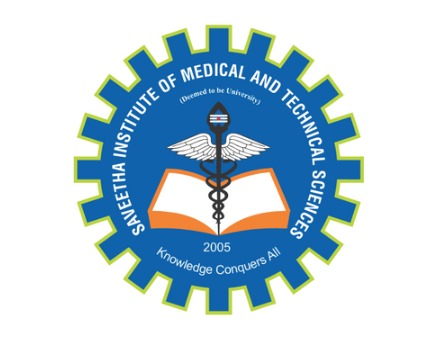 SAVEETHA INSTITUTE OF MEDICAL AND TECHNICAL SCIENCES
(Deemed to be University)
2005
Knowledge Conquers All